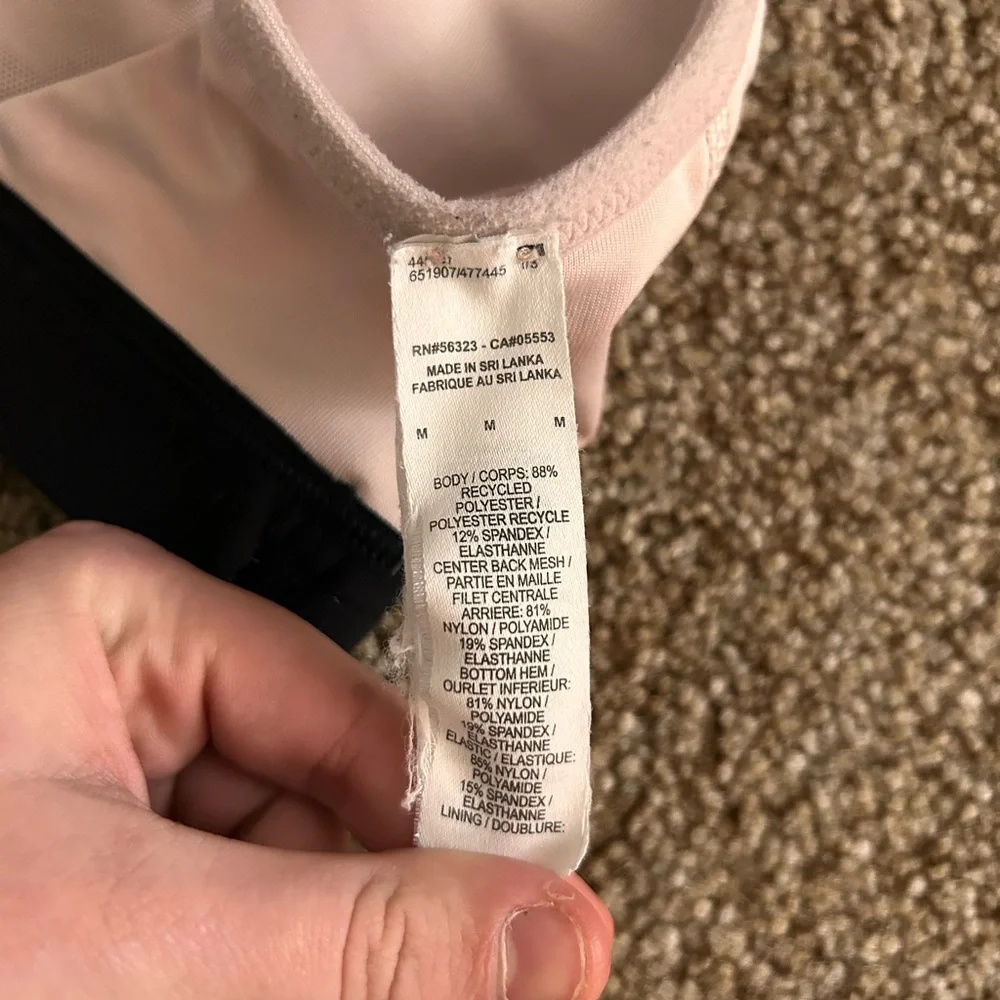 651907/477445
RN#56323 - CA#05553
MADE IN SRI LANKA
FABRIQUE AU SRI LANKA
M M M
BODY / CORPS: 88%
RECYCLED
POLYESTER /
POLYESTER RECYCLE
12% SPANDEX /
ELASTHANNE
CENTER BACK MESH /
PARTIE EN MAILLE
FILET CENTRALE
ARRIERE: 81%
NYLON / POLYAMIDE
19% SPANDEX /
ELASTHANNE
BOTTOM HEM /
OURLET INFERIEUR:
81% NYLON /
POLYAMIDE
19% SPANDEX /
ELASTHANNE
ELASTIC / ELASTIQUE:
85% NYLON /
POLYAMIDE
15% SPANDEX /
ELASTHANNE
LINING / DOUBLURE: